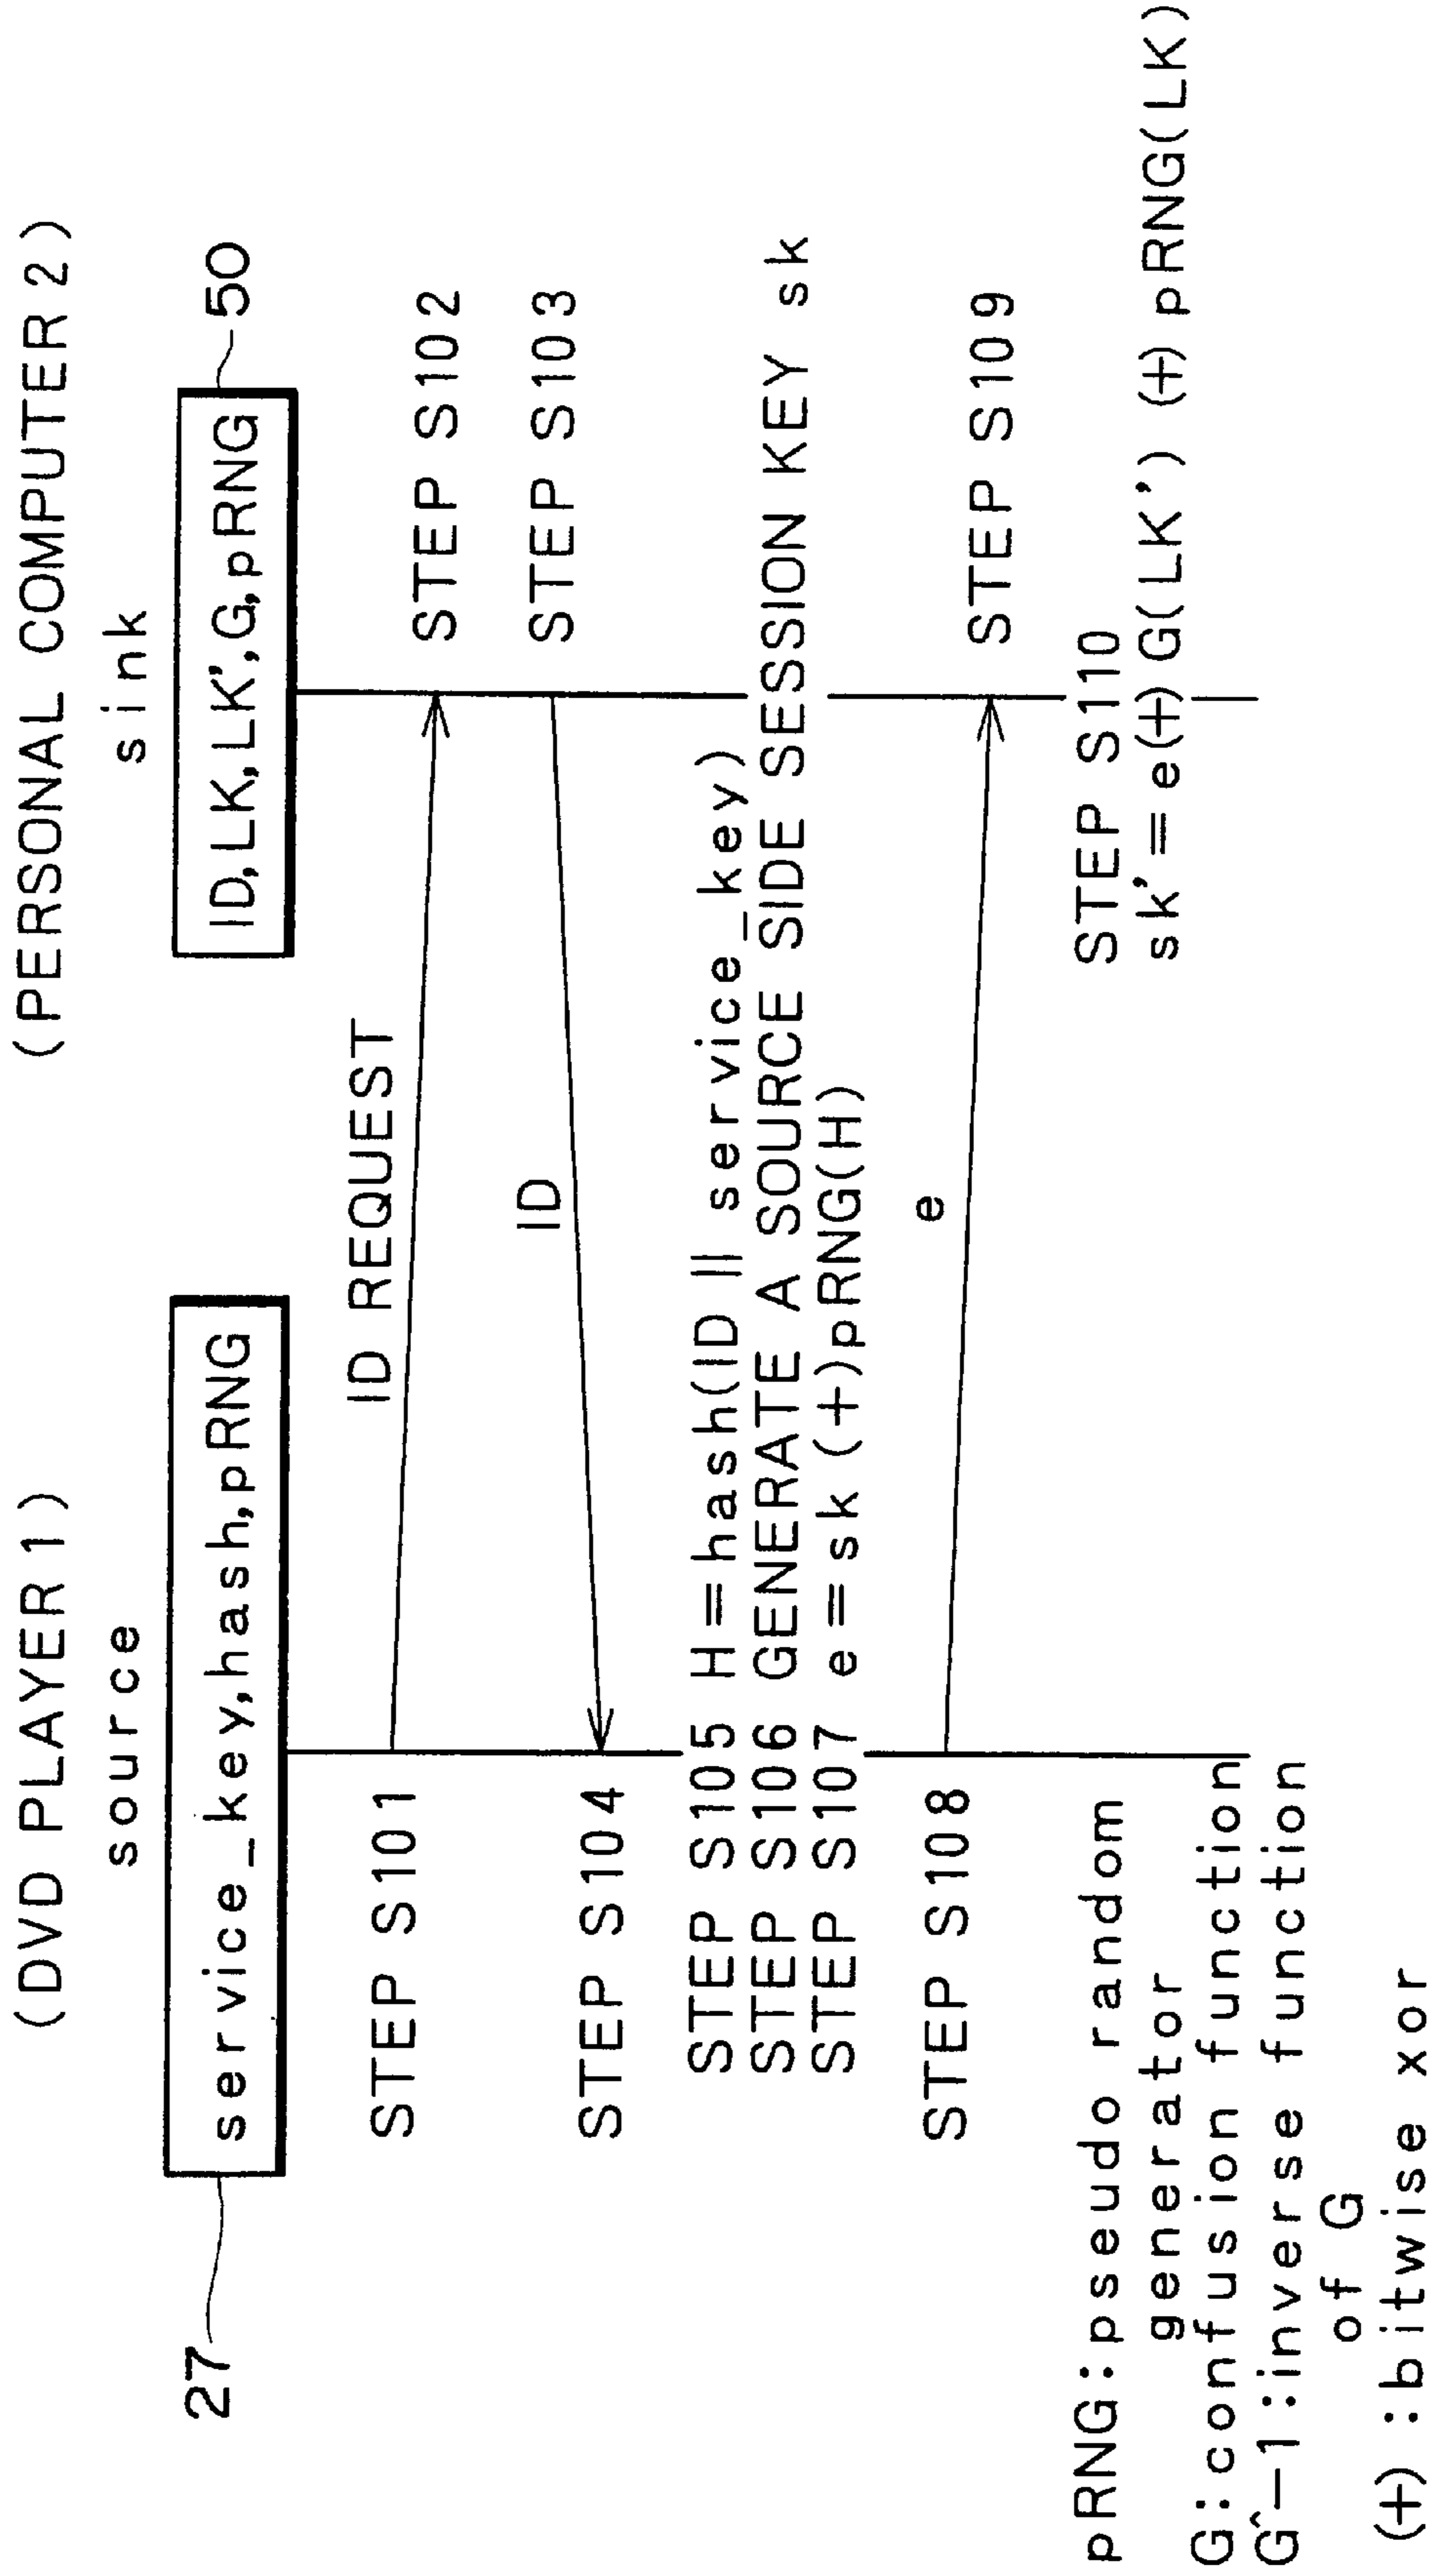 (DVD PLAYER 1)
(PERSONAL COMPUTER 2)
source
sink
27
service_key,hash,pRNG
ID,LK,LK',G,pRNG
50
STEP S101
ID REQUEST
STEP S102
ID
STEP S103
STEP S104
STEP S105 H=hash(ID || service_key)
STEP S106 GENERATE A SOURCE SIDE SESSION KEY sk
STEP S107 e=sk (+)pRNG(H)
STEP S108
e
STEP S109
STEP S110
sk'=e(+)G(LK') (+) pRNG(LK)
pRNG:pseudo random
generator
G:confusion function
G^-1:inverse function
of G
(+) :bitwise xor